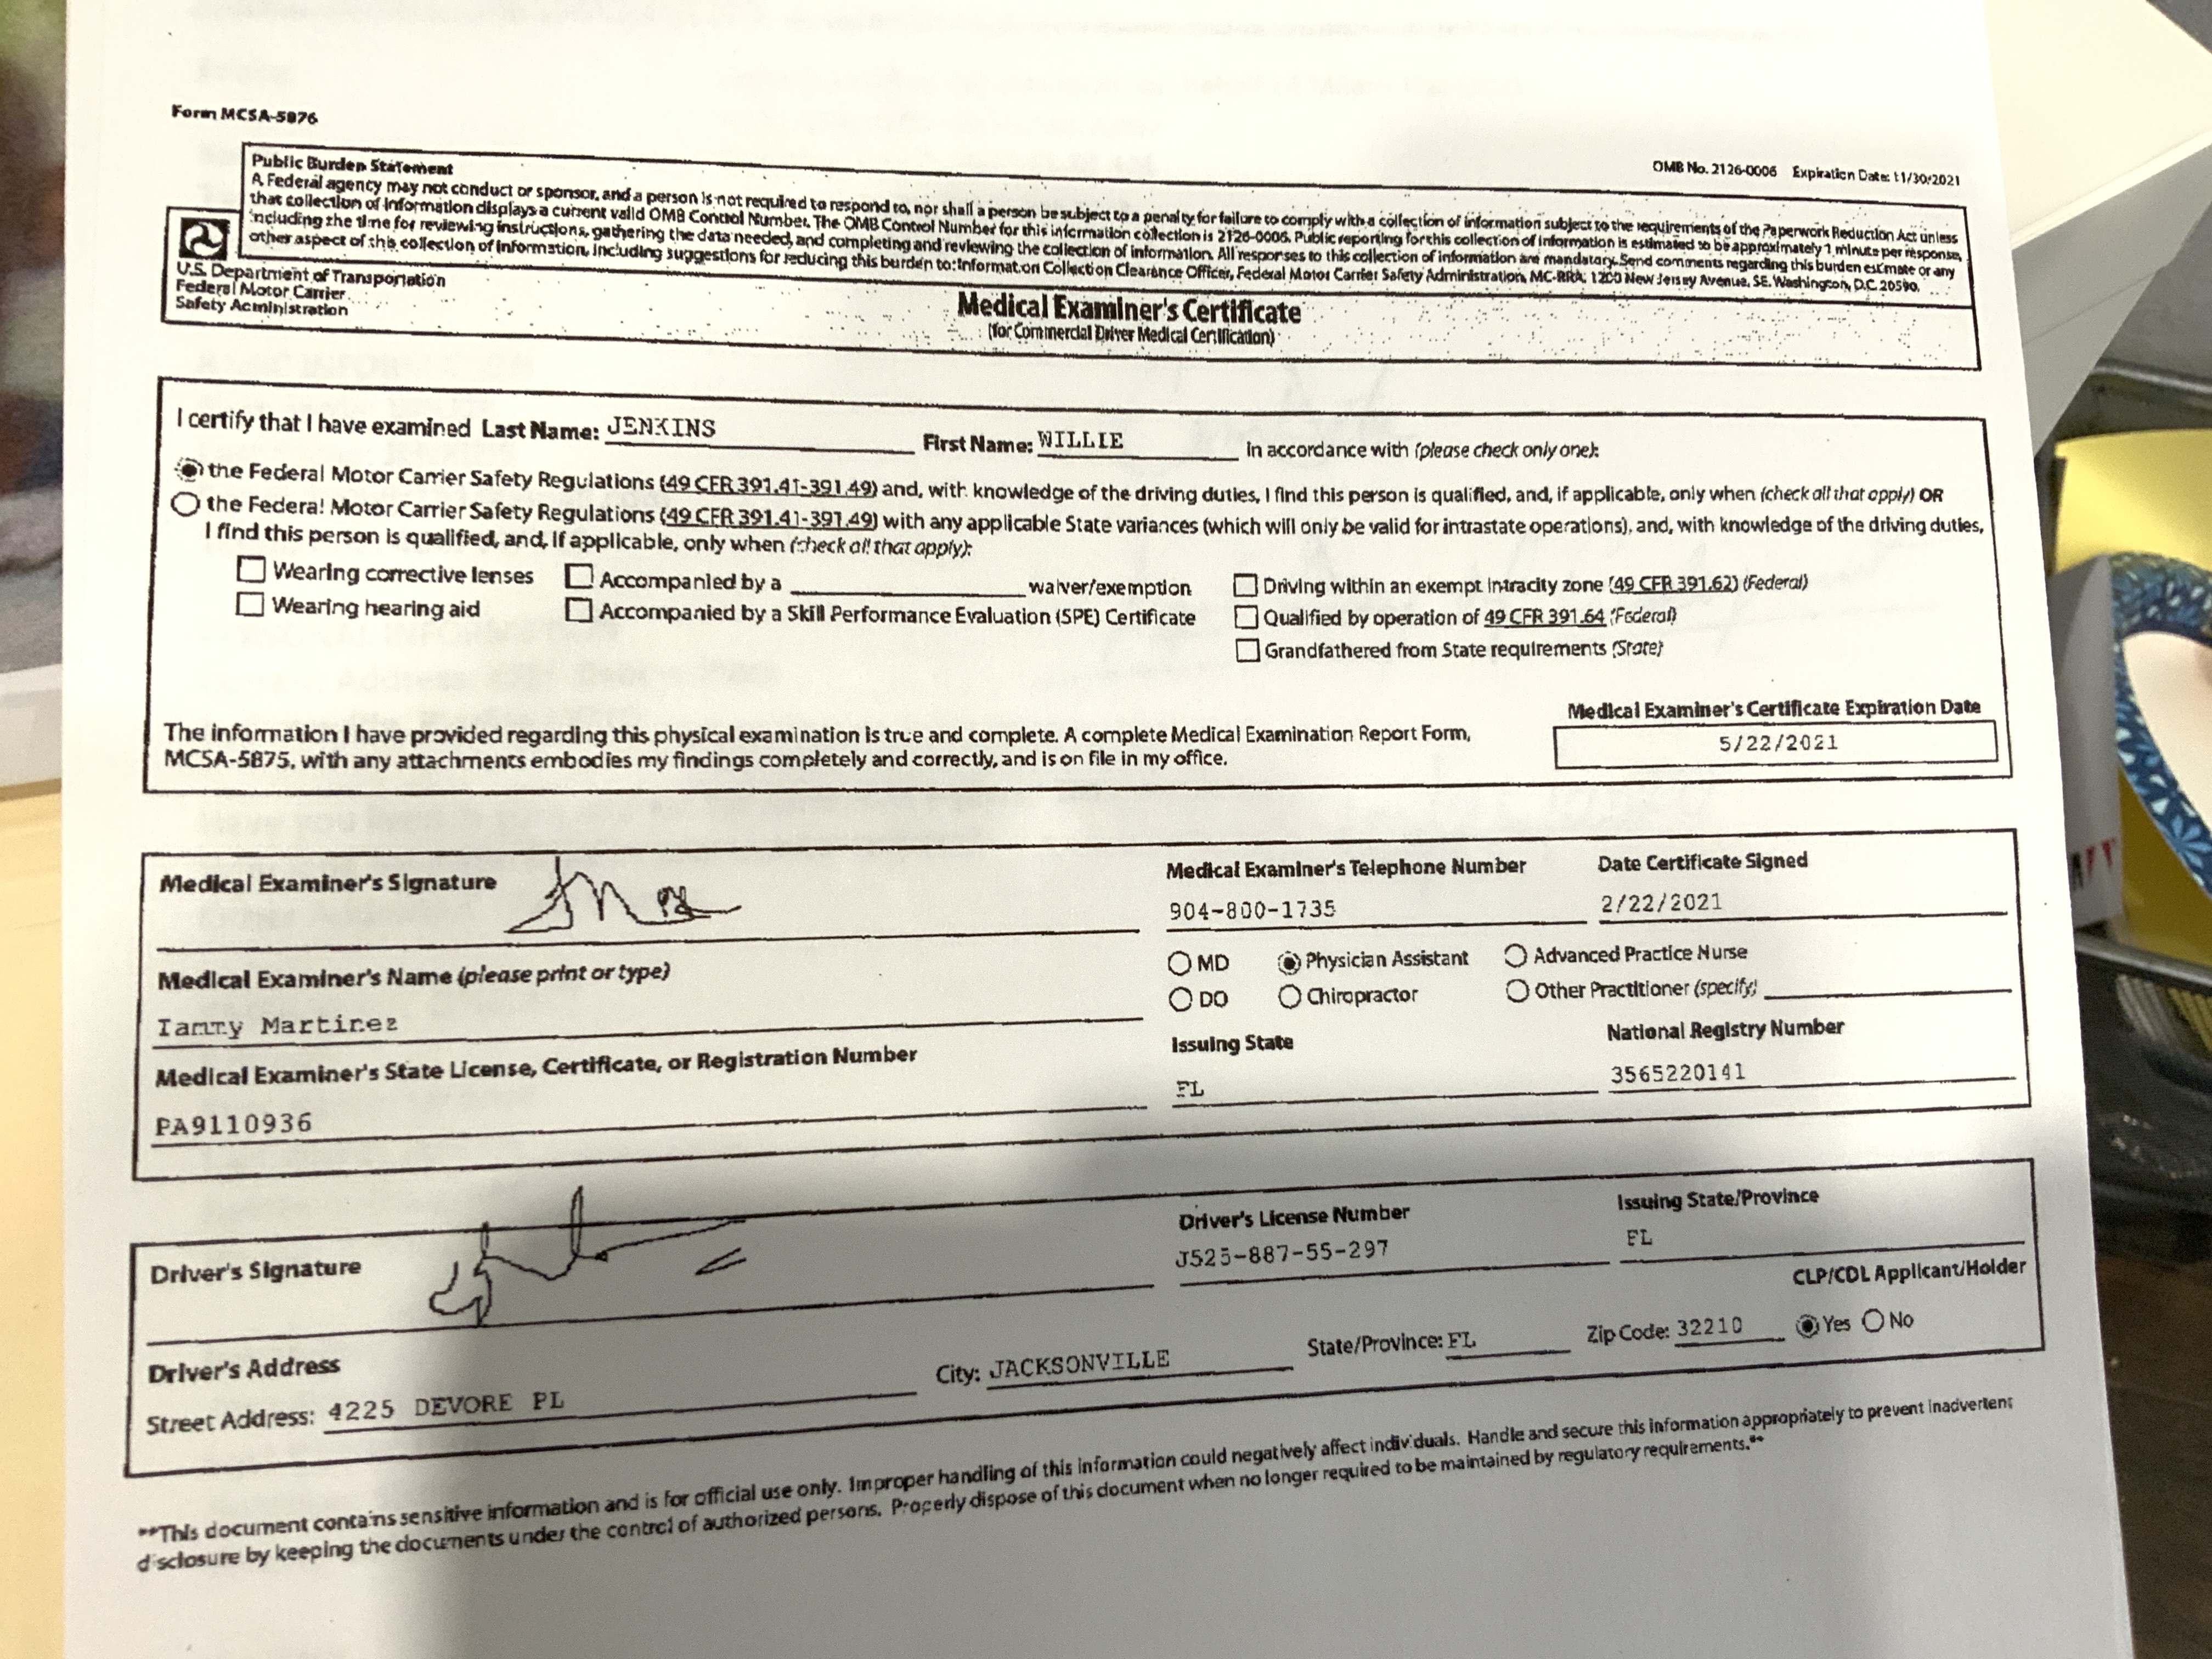 Form MCSA-5876
OMB No. 2126-0006 Expiration Date: 11/30/2021
Public Burden Statement
A Federal agency may not conduct or sponsor, and a person is not required to respond to, nor shall a person be subject to a penalty for failure to comply with a collection of information subject to the requirements of the Paperwork Reduction Act unless
that collection of information displays a current valid OMB Control Number. The OMB Control Number for this information collection is 2126-0006. Public reporting for this collection of information is estimated to be approximately 1 minute per response,
including the time for reviewing instructions, gathering the data needed, and completing and reviewing the collection of information. All responses to this collection of information are mandatory. Send comments regarding this burden estimate or any
other aspect of this collection of information, including suggestions for reducing this burden to: Information Collection Clearance Officer, Federal Motor Carrier Safety Administration, MC-RRA, 1200 New Jersey Avenue, SE, Washington, D.C. 20590.
U.S. Department of Transportation
Federal Motor Carrier
Safety Administration
Medical Examiner's Certificate
(for Commercial Driver Medical Certification)
I certify that I have examined Last Name: JENKINS First Name: WILLIE in accordance with (please check only one):
the Federal Motor Carrier Safety Regulations (49 CFR 391.41-391.49) and, with knowledge of the driving duties, I find this person is qualified, and, if applicable, only when (check all that apply) OR
the Federal Motor Carrier Safety Regulations (49 CFR 391.41-391.49) with any applicable State variances (which will only be valid for intrastate operations), and, with knowledge of the driving duties,
I find this person is qualified, and, if applicable, only when (check all that apply):
Wearing corrective lenses Accompanied by a waiver/exemption Driving within an exempt intracity zone (49 CFR 391.62) (Federal)
Wearing hearing aid Accompanied by a Skill Performance Evaluation (SPE) Certificate Qualified by operation of 49 CFR 391.64 (Federal)
Grandfathered from State requirements (State)
Medical Examiner's Certificate Expiration Date
The information I have provided regarding this physical examination is true and complete. A complete Medical Examination Report Form,
5/22/2021
MCSA-5875, with any attachments embodies my findings completely and correctly, and is on file in my office.
Medical Examiner's Signature
Medical Examiner's Telephone Number Date Certificate Signed
904-800-1735 2/22/2021
MD Physician Assistant Advanced Practice Nurse
DO Chiropractor Other Practitioner (specify)
Medical Examiner's Name (please print or type)
Martinez
Medical Examiner's State License, Certificate, or Registration Number
Issuing State National Registry Number
PA9110936 FL 3565220141
Driver's Signature
Driver's License Number Issuing State/Province
J525-887-55-297 FL
CLP/CDL Applicant/Holder
Yes No
Driver's Address
Street Address: 4225 DEVORE PL City: JACKSONVILLE State/Province: FL Zip Code: 32210
**This document contains sensitive information and is for official use only. Improper handling of this information could negatively affect individuals. Handle and secure this information appropriately to prevent inadvertent
disclosure by keeping the documents under the control of authorized persons. Properly dispose of this document when no longer required to be maintained by regulatory requirements.**